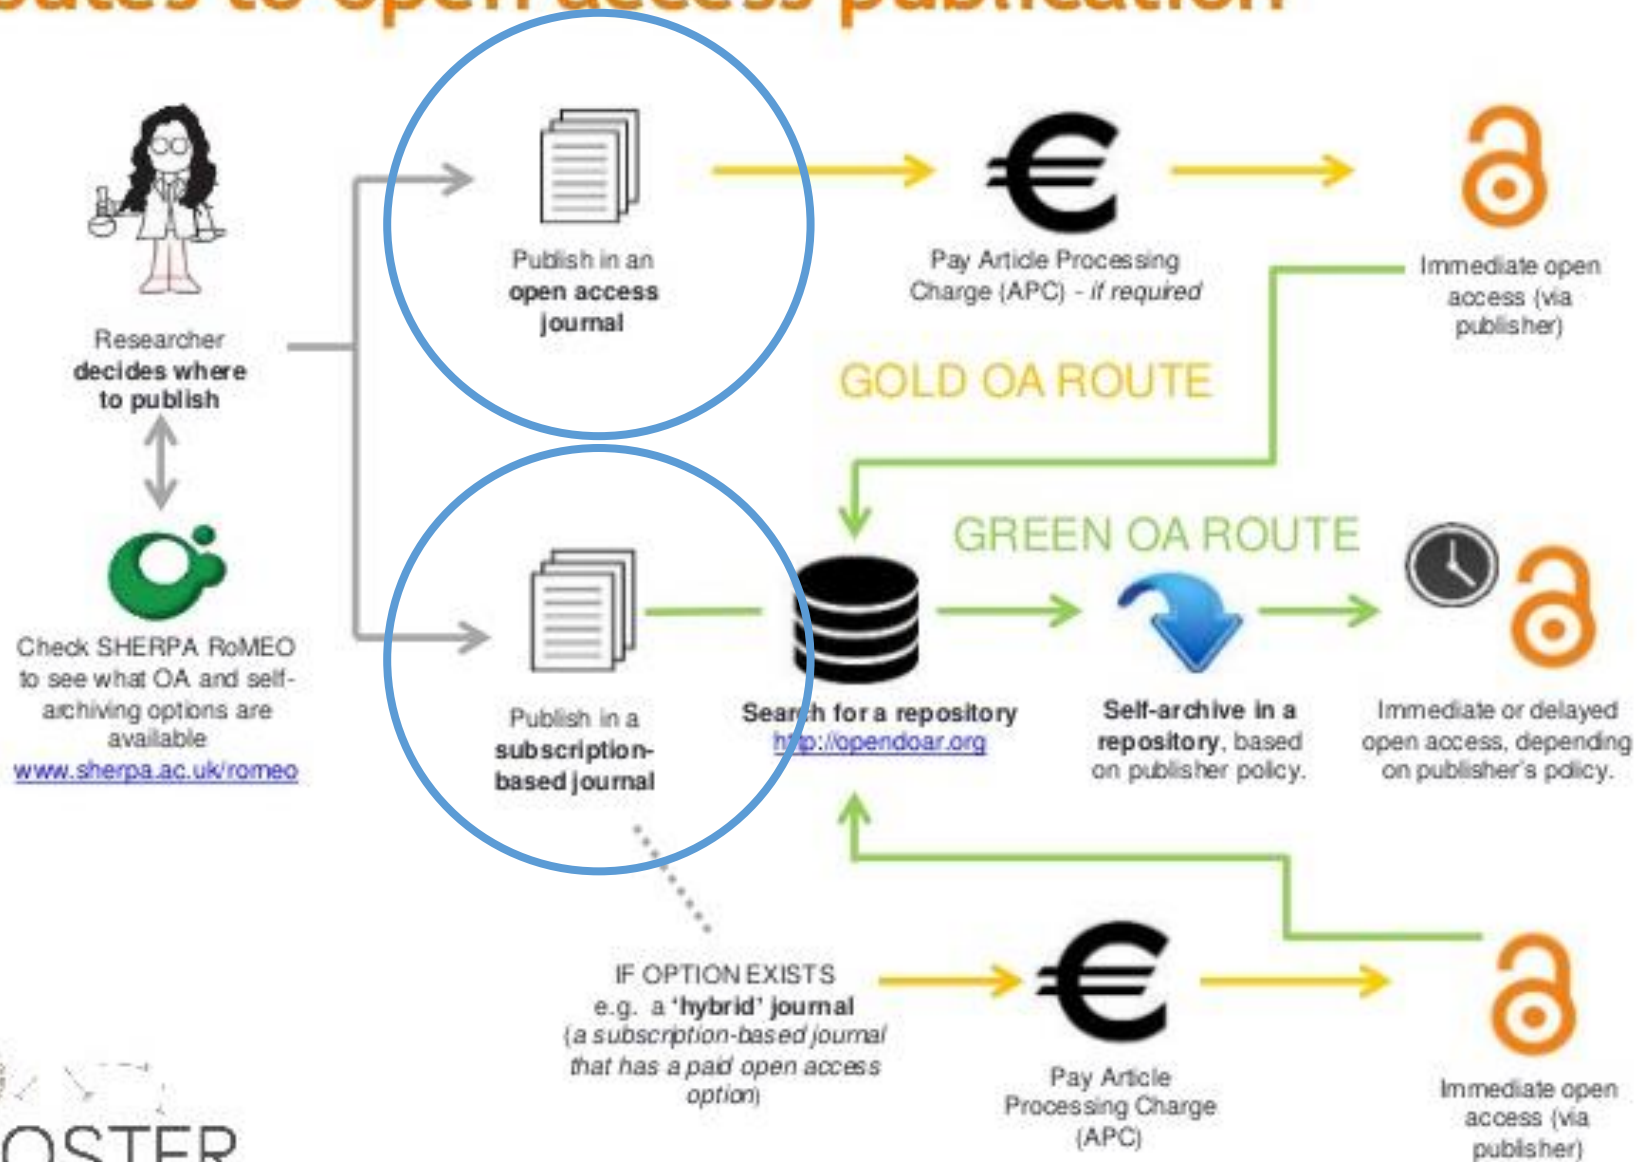 to open access publication
Researcher
decides where
to publish
Check SHERPA RoMEO
to see what OA and self-
archiving options are
available
www.sherpa.ac.uk/romeo
Publish in an
open access
journal
Pay Article Processing
Charge (APC) - if required
Immediate open
access (via
publisher)
GOLD OA ROUTE
GREEN OA ROUTE
Publish in a
subscription-
based journal
Search for a repository
http://opendoar.org
Self-archive in a
repository, based
on publisher policy.
Immediate or delayed
open access, depending
on publisher's policy.
IF OPTION EXISTS
e.g. a 'hybrid' journal
(a subscription-based journal
that has a paid open access
option)
Pay Article
Processing Charge
(APC)
Immediate open
access (via
publisher)
OSTER